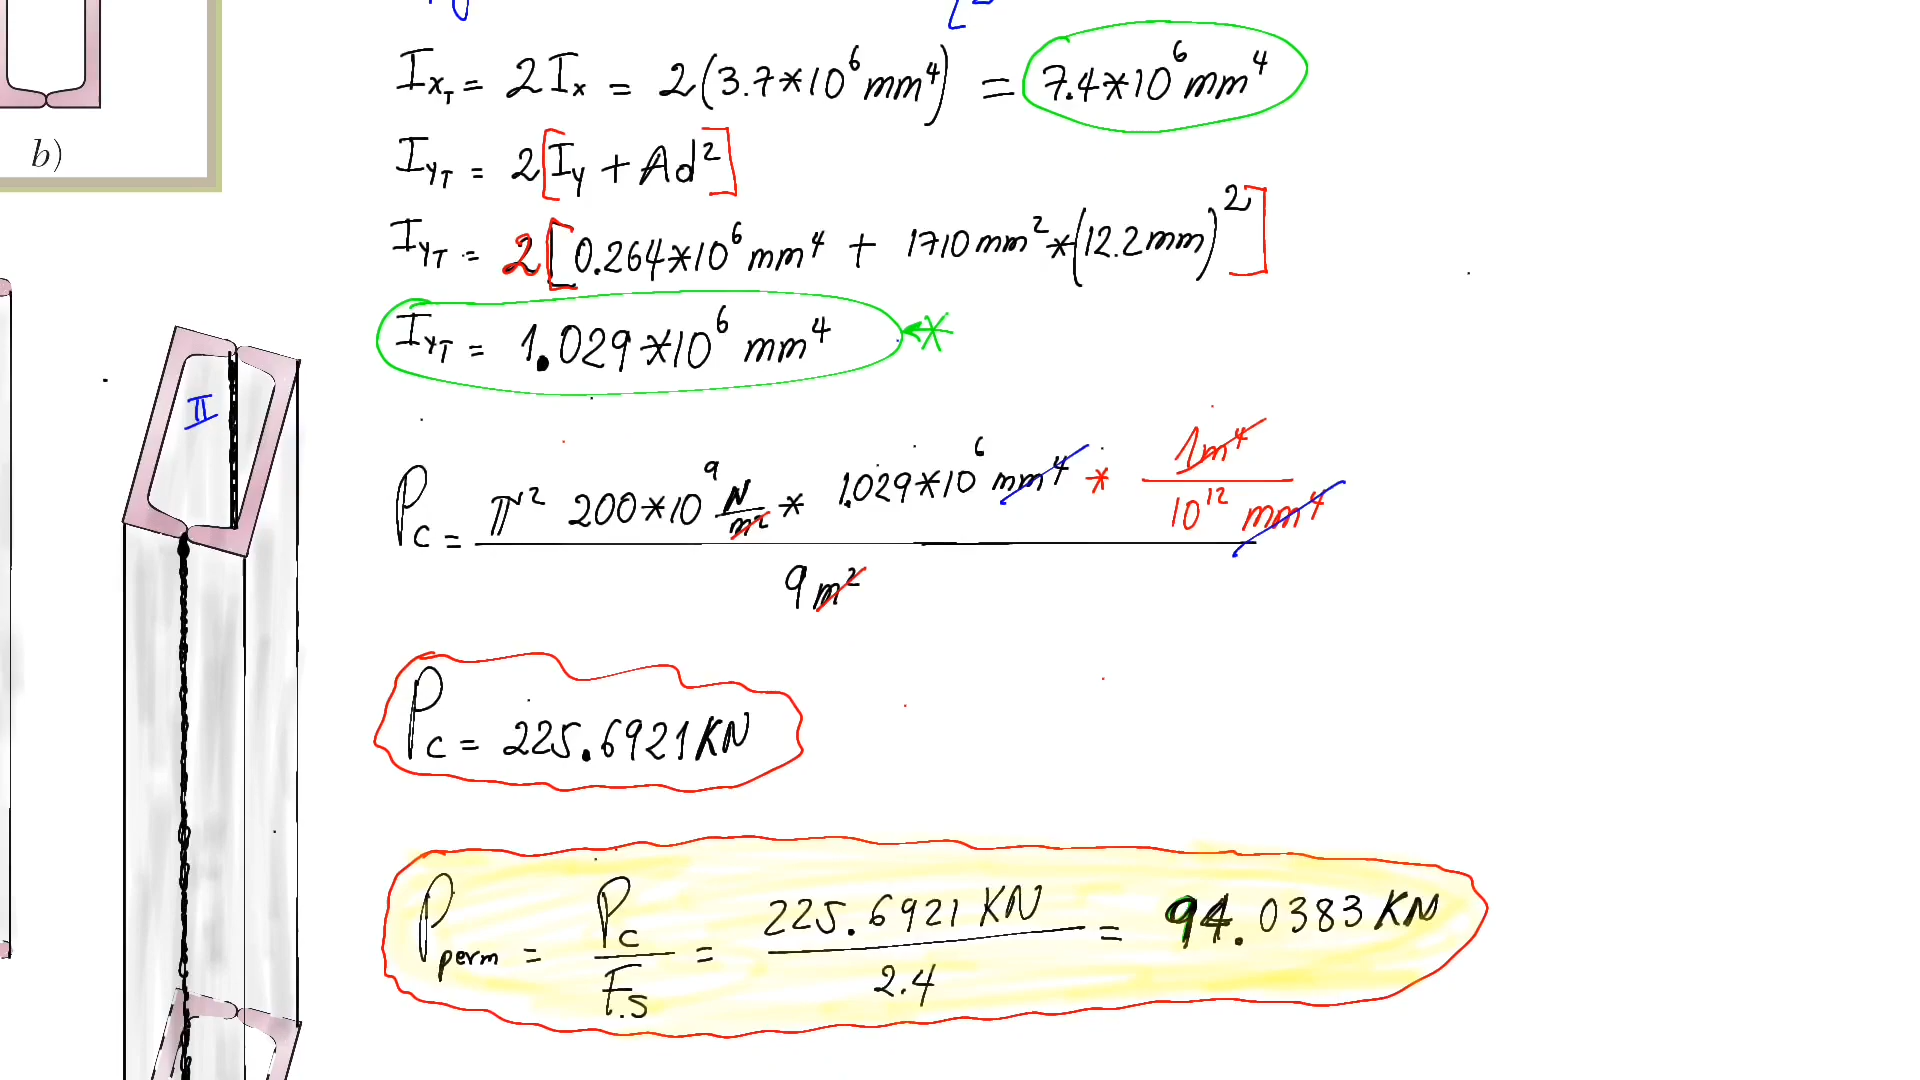 I_{x_T} = 2I_x = 2(3.7*10^6 mm^4) = 7.4*10^6 mm^4
b)
I_{y_T} = 2[I_y + Ad^2]
I_{y_T} = 2[0.264*10^6 mm^4 + 1710 mm^2*(12.2mm)^2]
I_{y_T} = 1.029*10^6 mm^4 *
II
P_c = π^2 200*10^9 N/m^2 * 1.029*10^6 mm^4 * 1m^4 / 10^12 mm^4
9m^2
P_c = 225.6921 KN
P_perm = P_c / F.S = 225.6921 KN / 2.4 = 94.0383 KN